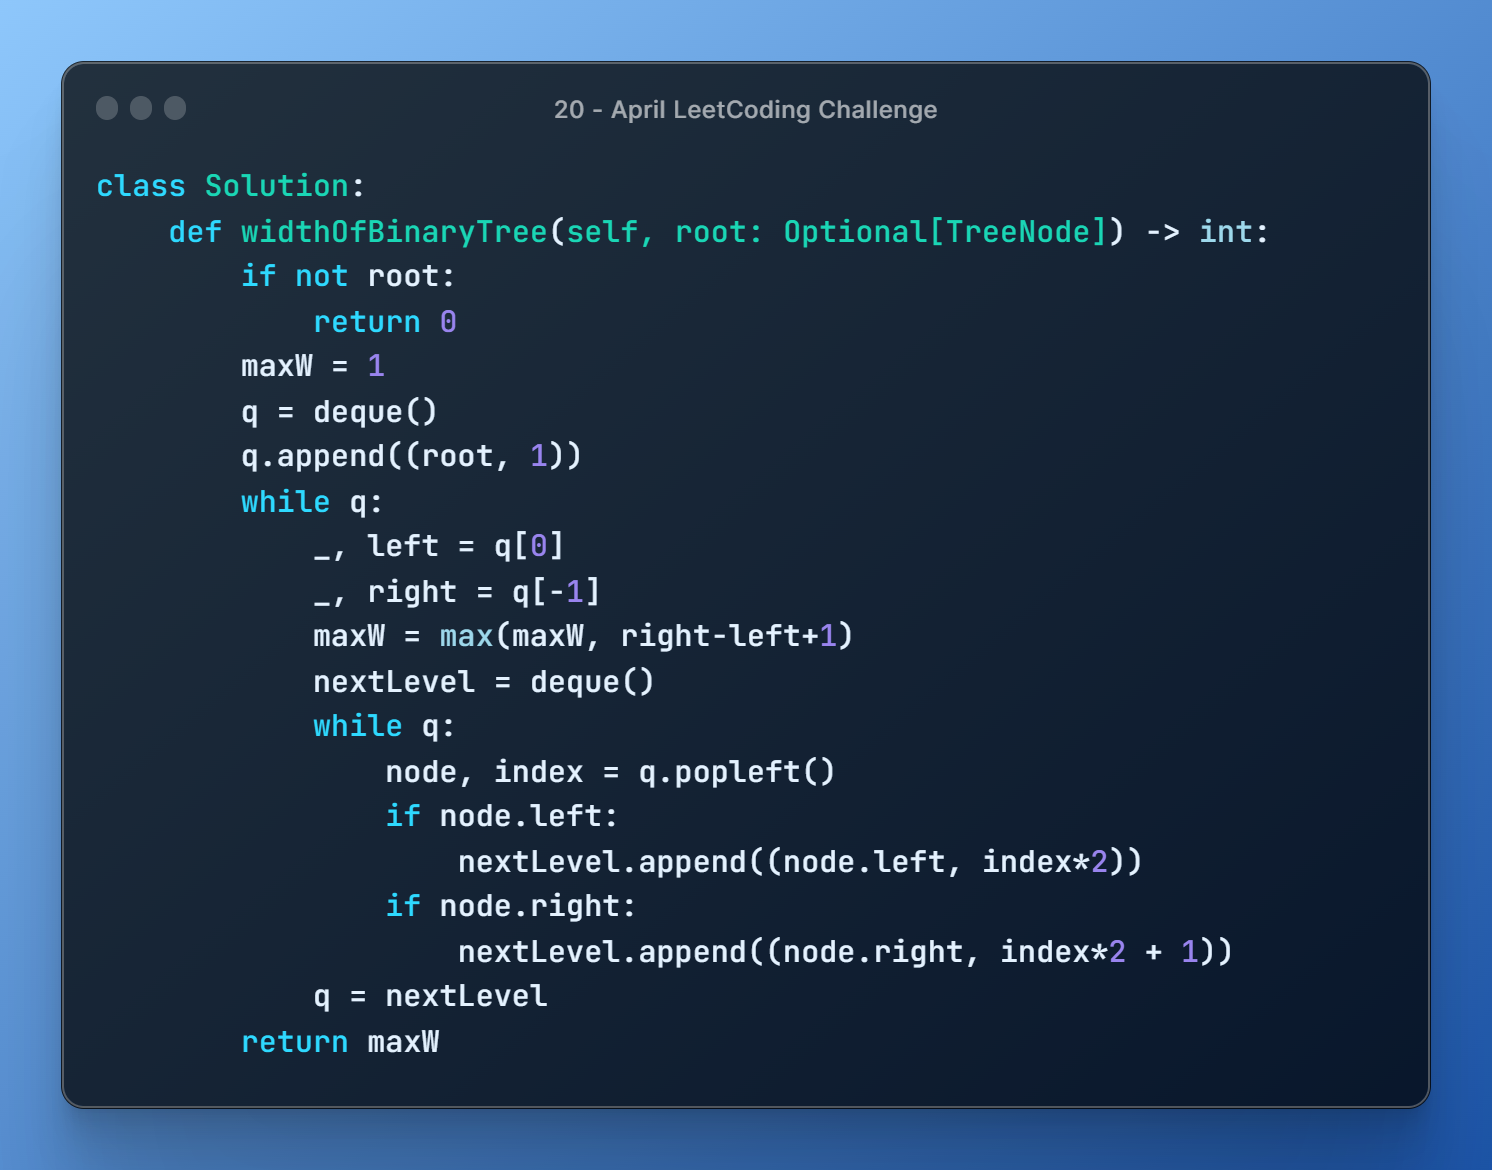 20 - April LeetCoding Challenge
class Solution:
    def widthOfBinaryTree(self, root: Optional[TreeNode]) -> int:
        if not root:
            return 0
        maxW = 1
        q = deque()
        q.append((root, 1))
        while q:
            _, left = q[0]
            _, right = q[-1]
            maxW = max(maxW, right-left+1)
            nextLevel = deque()
            while q:
                node, index = q.popleft()
                if node.left:
                    nextLevel.append((node.left, index*2))
                if node.right:
                    nextLevel.append((node.right, index*2 + 1))
            q = nextLevel
        return maxW